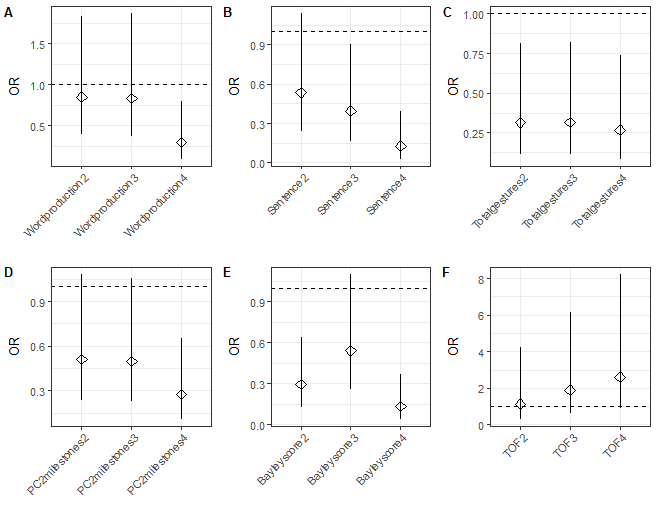 A
OR
1.5
1.0
0.5
Wordproduction2
Wordproduction3
Wordproduction4
B
OR
0.9
0.6
0.3
0.0
Sentence2
Sentence3
Sentence4
C
OR
1.00
0.75
0.50
0.25
Totalgestures2
Totalgestures3
Totalgestures4
D
OR
0.9
0.6
0.3
PC2milestones2
PC2milestones3
PC2milestones4
E
OR
0.9
0.6
0.3
0.0
Bayleyscore2
Bayleyscore3
Bayleyscore4
F
OR
8
6
4
2
0
TOF2
TOF3
TOF4